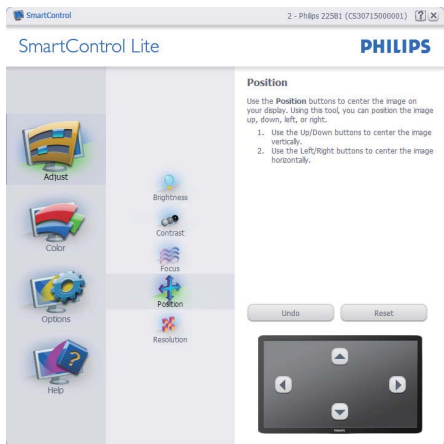 SmartControl
2 - Philips 225B1 (CS30715000001)
SmartControl Lite
PHILIPS
Adjust
Color
Options
Help
Brightness
Contrast
Focus
Position
Resolution
Position
Use the Position buttons to center the image on
your display. Using this tool, you can position the image
up, down, left, or right.
1. Use the Up/Down buttons to center the image
vertically.
2. Use the Left/Right buttons to center the image
horizontally.
Undo
Reset
PHILIPS